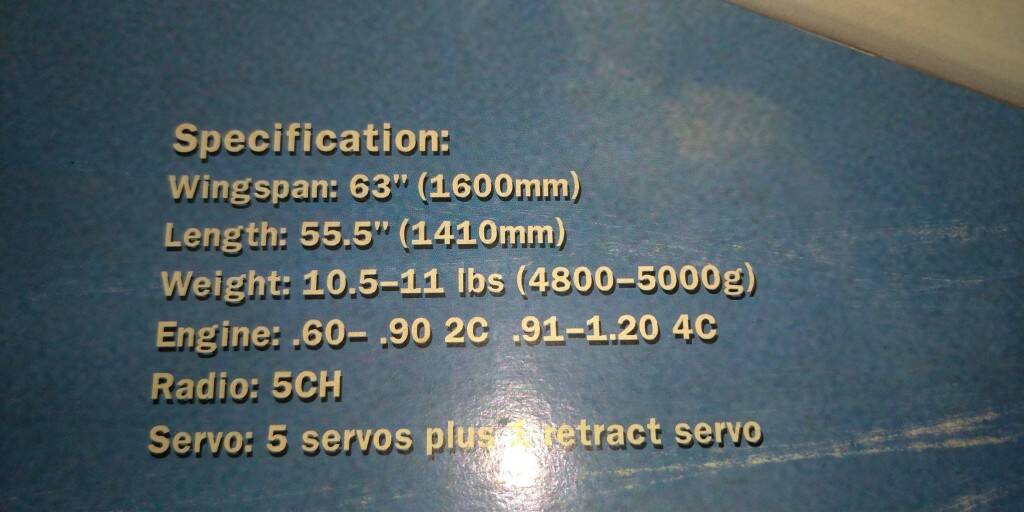 Specification:
Wingspan: 63" (1600mm)
Length: 55.5" (1410mm)
Weight: 10.5–11 lbs (4800–5000g)
Engine: .60– .90 2C .91–1.20 4C
Radio: 5CH
Servo: 5 servos plus retract servo